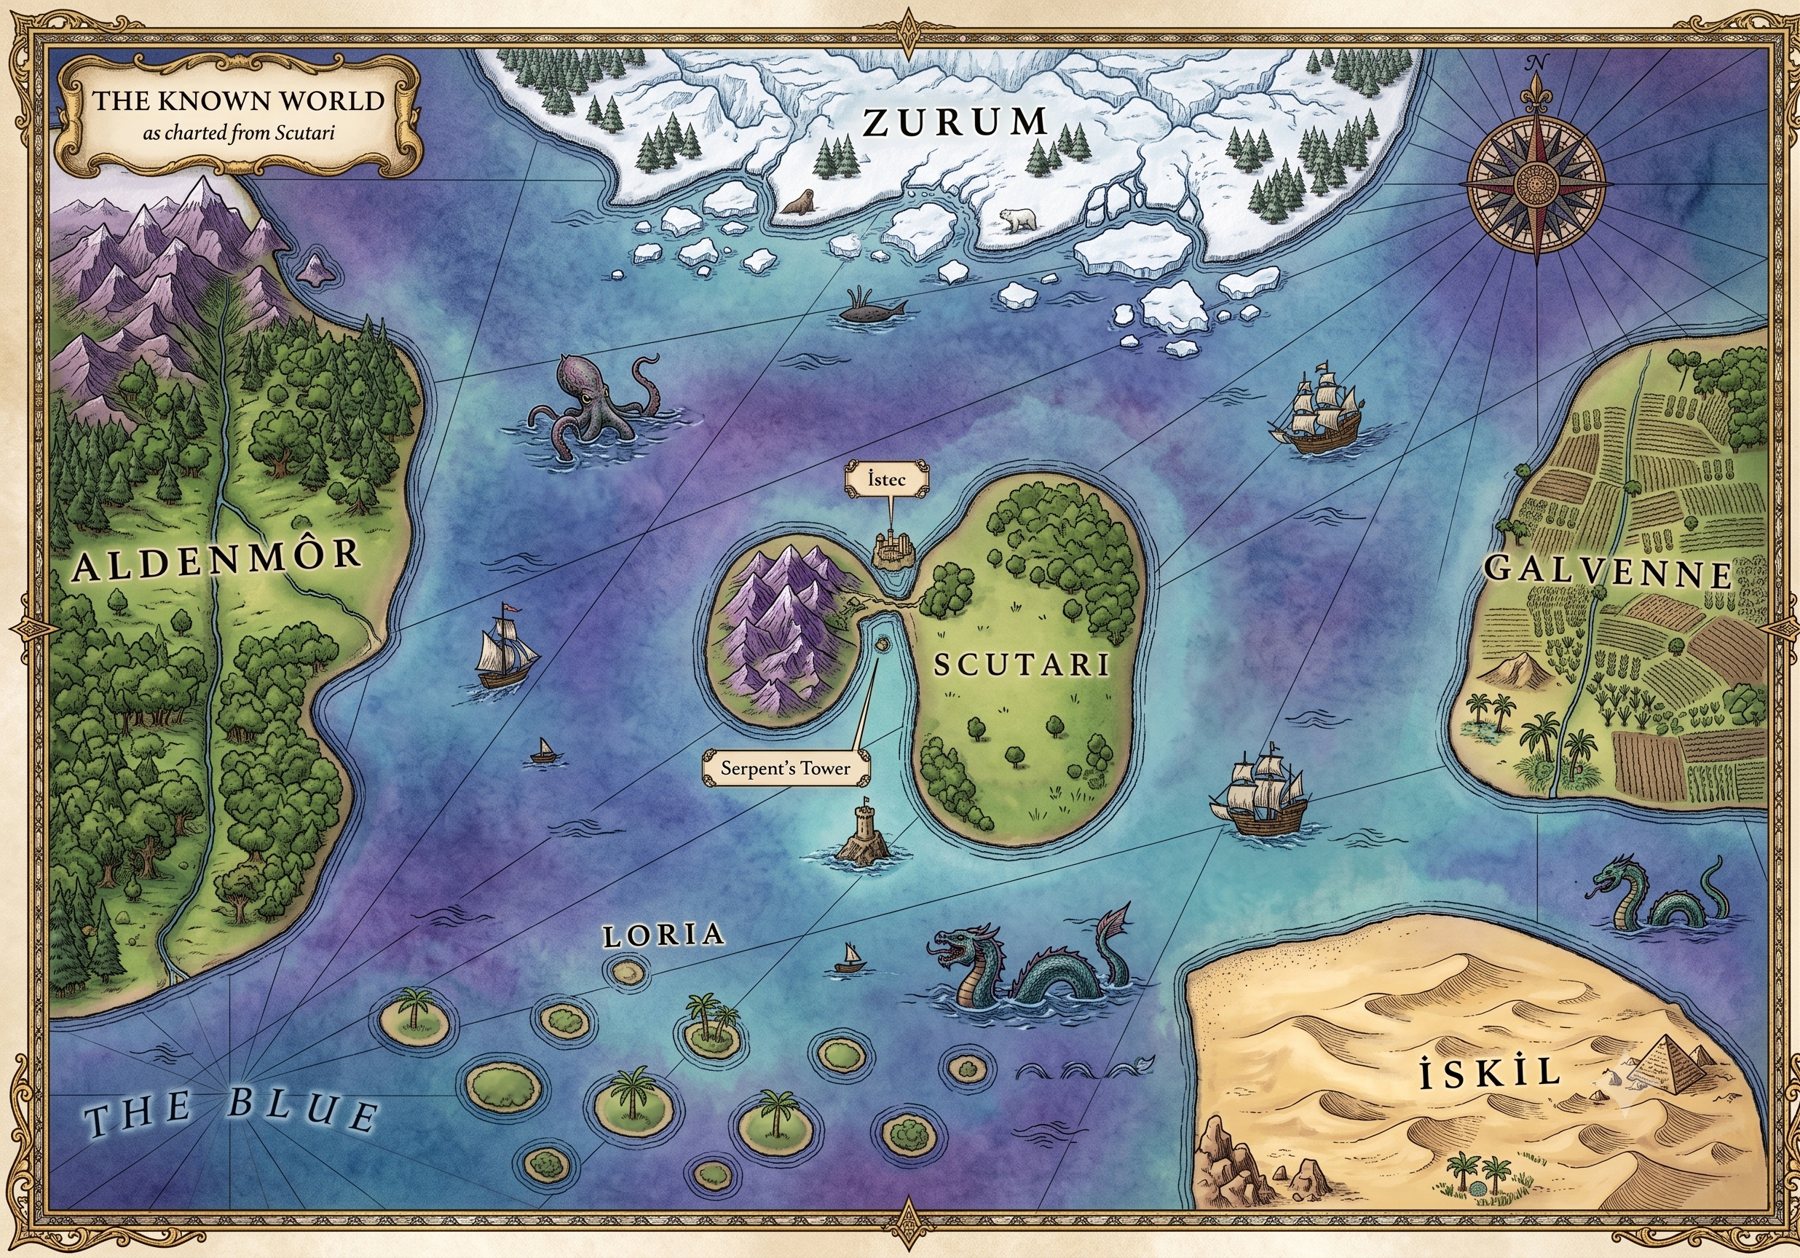 THE KNOWN WORLD
as charted from Scutari
N
ZURUM
İstec
ALDENMÔR
GALVENNE
SCUTARI
Serpent's Tower
LORIA
İSKİL
THE BLUE